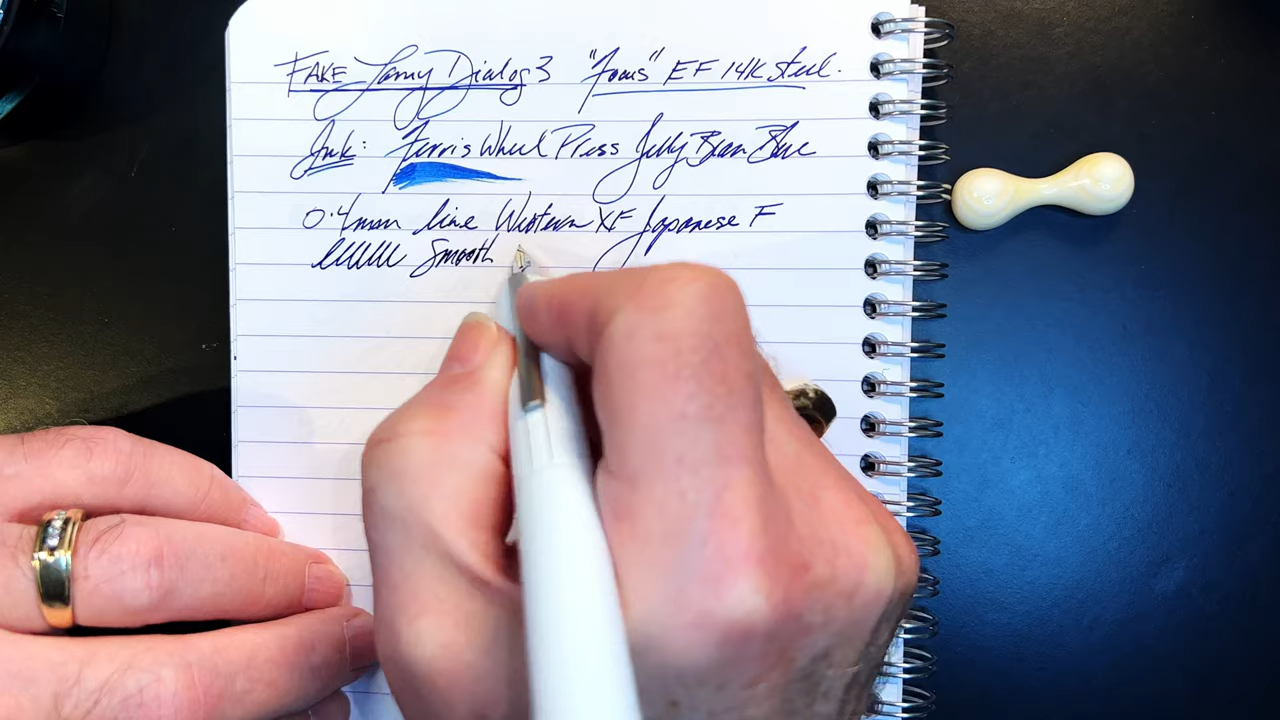 FAKE Lamy Dialog 3 "Focus" EF 14K Steel.
Ink: Ferris Wheel Press Jelly Bean Blue
0.4mm line Western XF Japanese F
Smooth